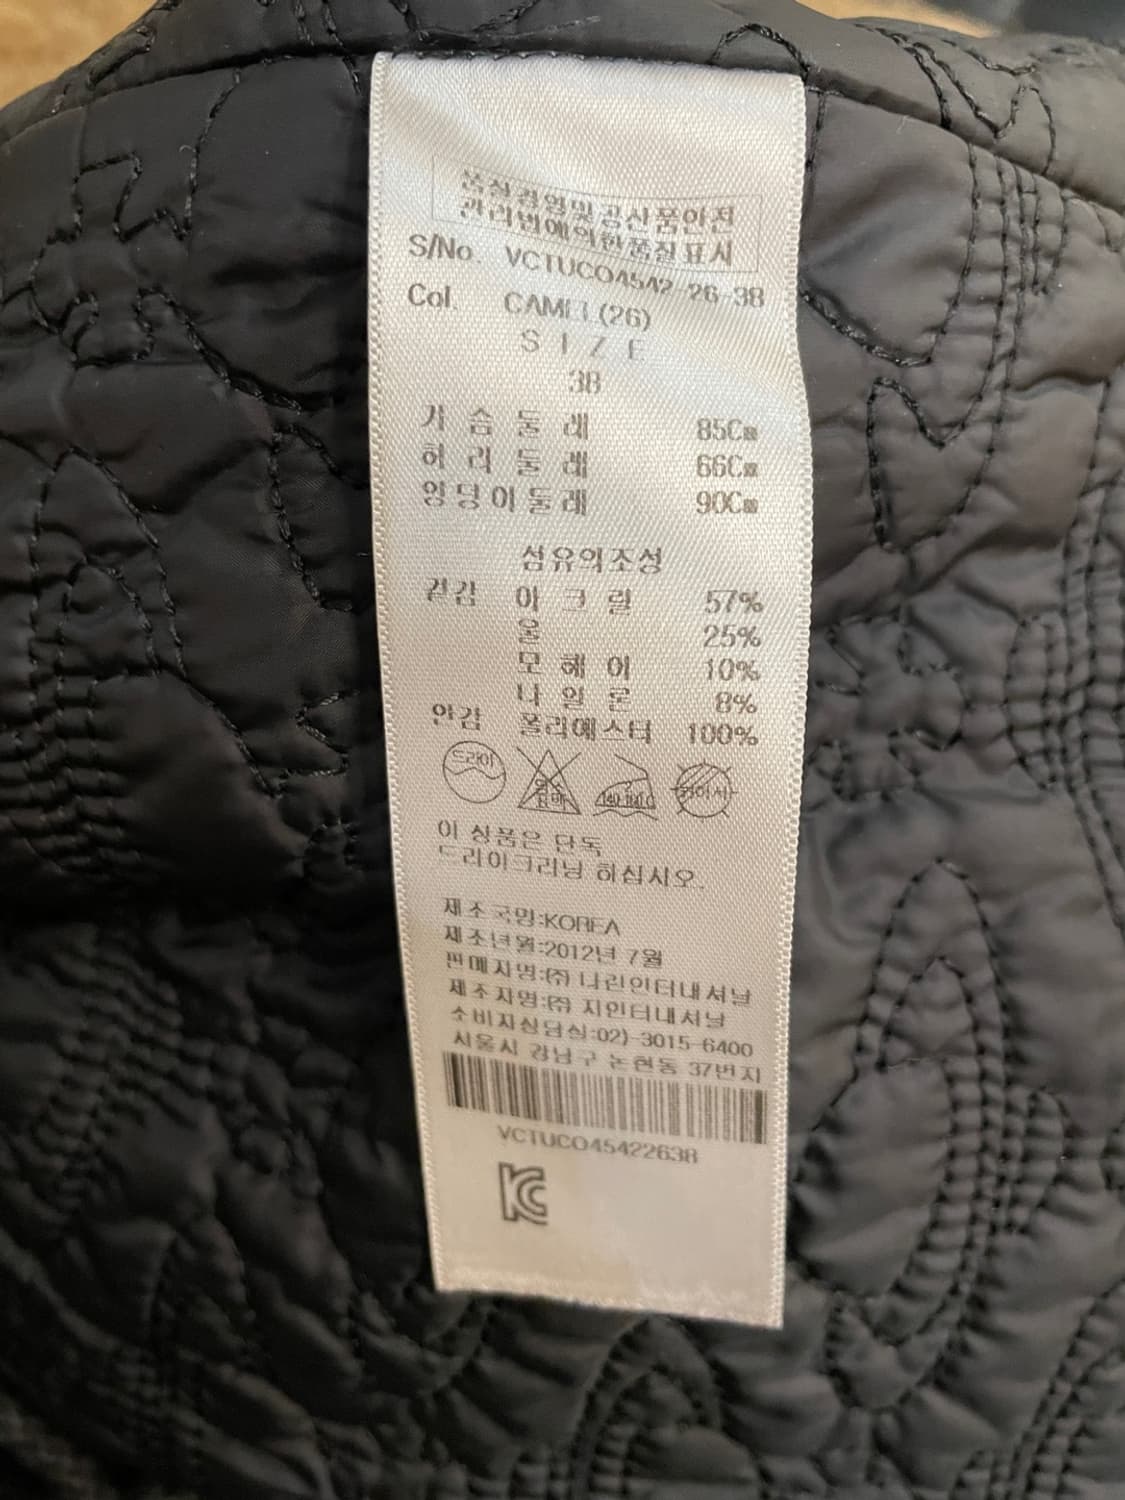 품질경영및공산품안전
관리법에의한품질표시
S/No. VCTUCO4542-26-38
Col. CAMEL(26)
SIZE
38
가슴둘레 85Cm
허리둘레 66Cm
엉덩이둘레 90Cm
섬유의조성
겉감 아크릴 57%
울 25%
모헤어 10%
나일론 8%
안감 폴리에스터 100%
드라이
이 상품은 단독
드라이크리닝 하십시오.
제조국명:KOREA
제조년월:2012년 7월
판매자명:(주) 나린인터내셔날
제조자명:(주) 지인터내셔날
소비자상담실:02)-3015-6400
서울시 강남구 논현동 37번지
VCTUCO45422638
KC